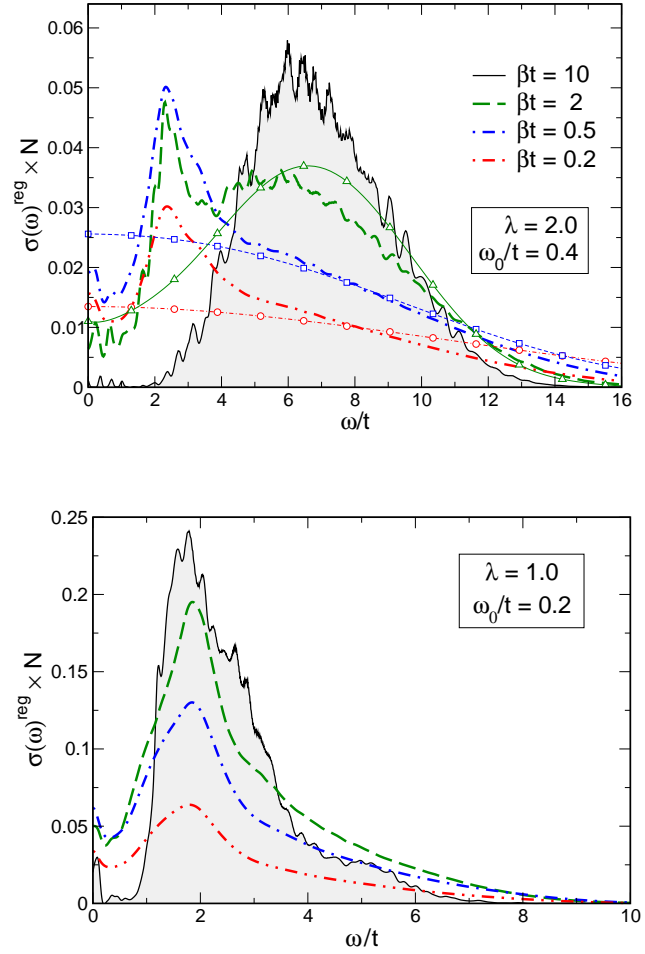 0.06
0.05
0.04
0.03
0.02
0.01
0
σ(ω)^reg × N
βt = 10
βt = 2
βt = 0.5
βt = 0.2
λ = 2.0
ω₀/t = 0.4
0 2 4 6 8 10 12 14 16
ω/t
0.25
0.2
0.15
0.1
0.05
0
σ(ω)^reg × N
λ = 1.0
ω₀/t = 0.2
0 2 4 6 8 10
ω/t